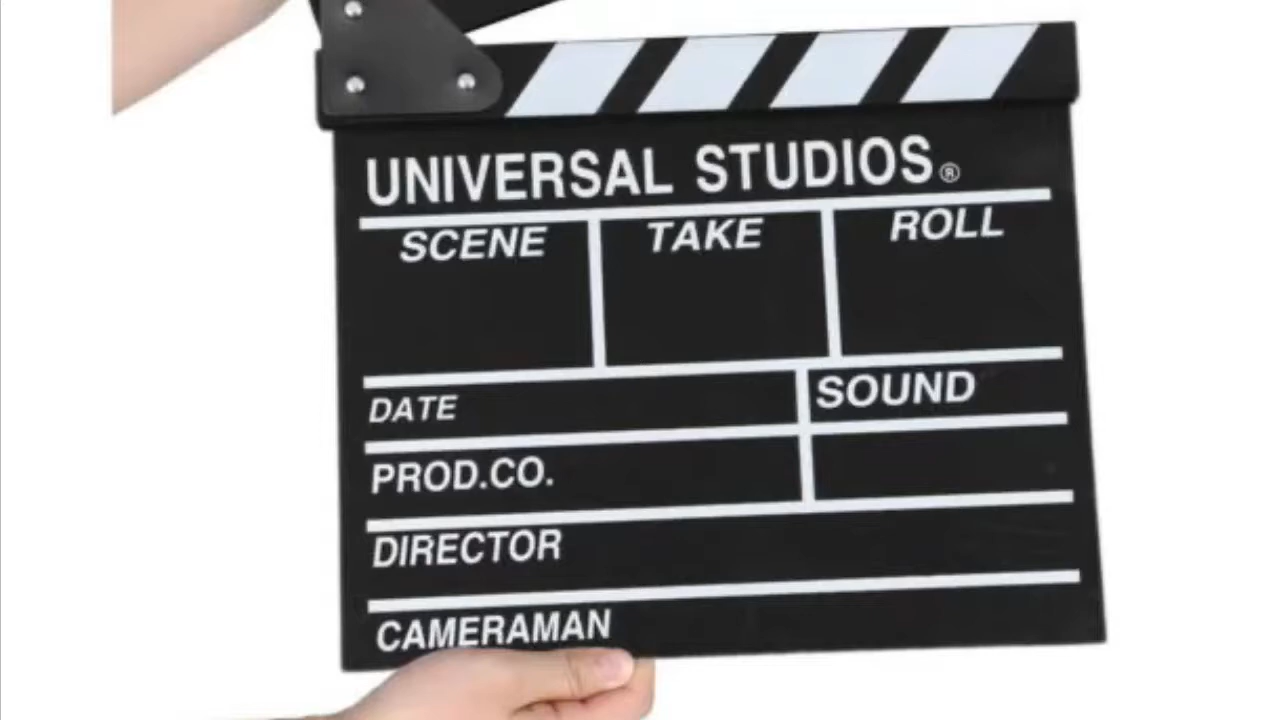 UNIVERSAL STUDIOS®
SCENE TAKE ROLL
DATE SOUND
PROD.CO.
DIRECTOR
CAMERAMAN